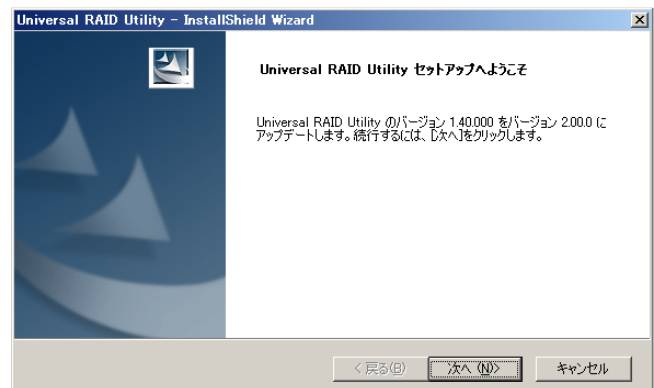 Universal RAID Utility - InstallShield Wizard
Universal RAID Utility セットアップへようこそ
Universal RAID Utility のバージョン 1.40.000 をバージョン 2.00.0 に
アップデートします。続行するには、[次へ]をクリックします。
< 戻る(B)
次へ (N)>
キャンセル